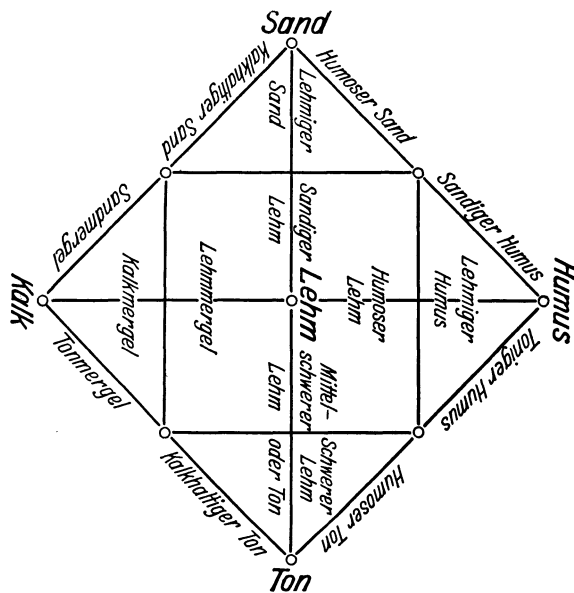 Sand
Kalkhaltiger Sand
Humoser Sand
Lehmiger
Sand
Sandmergel
Sandiger Humus
Sandiger
Lehm
Kalk
Kalkmergel
Lehmmergel
Lehm
Humoser
Lehm
Lehmiger
Humus
Humus
Tonmergel
Toniger Humus
Mittel-
schwerer
Lehm
Kalkhaltiger Ton
Schwerer
Lehm
oder Ton
Humoser Ton
Ton